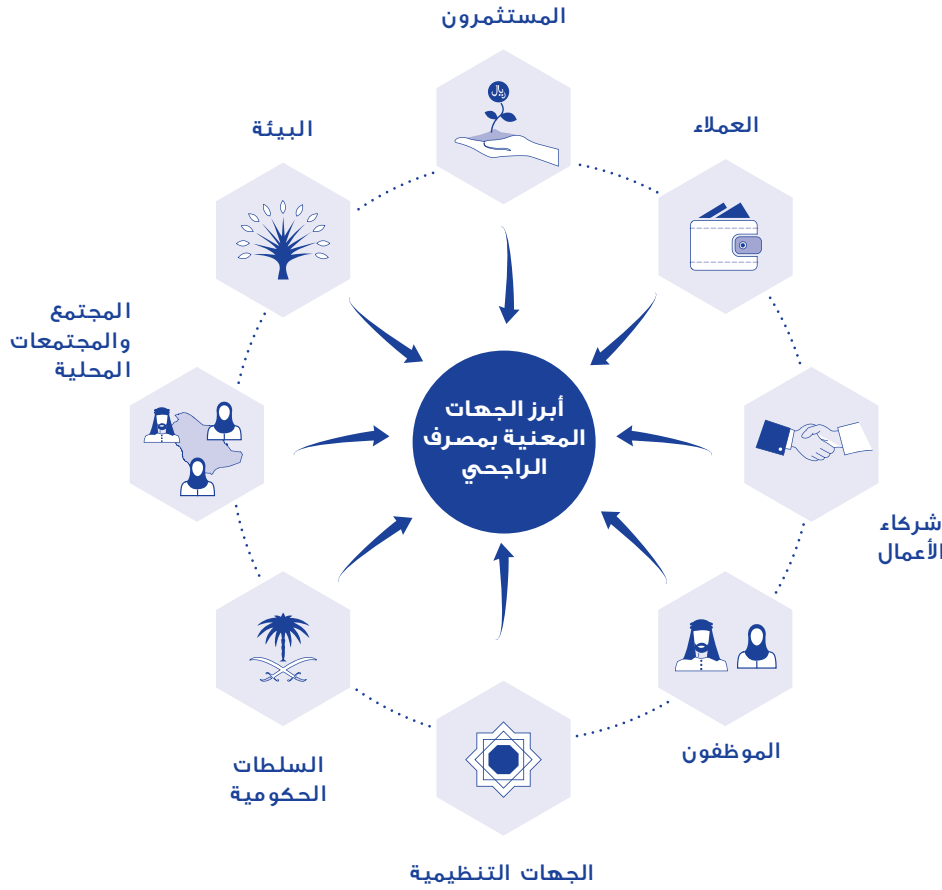 المستثمرون
ريال
العملاء
شركاء
الأعمال
الموظفون
الجهات التنظيمية
السلطات
الحكومية
المجتمع
والمجتمعات
المحلية
البيئة
أبرز الجهات
المعنية بمصرف
الراجحي